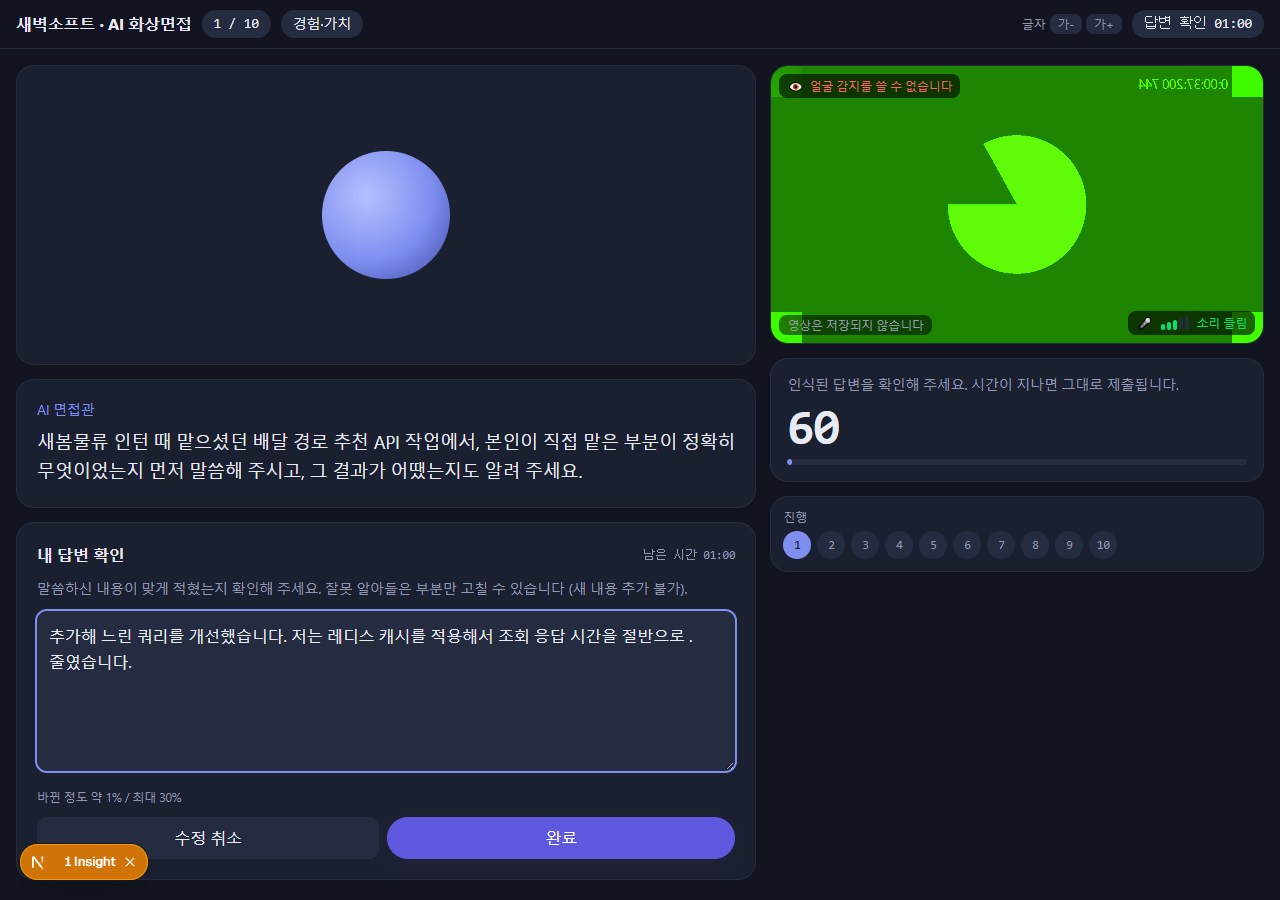 새벽소프트 · AI 화상면접
1 / 10
경험·가치
글자 가- 가+
답변 확인 01:00
얼굴 감지를 쓸 수 없습니다
0:00:37:200 744
영상은 저장되지 않습니다
소리 들림
AI 면접관
새봄물류 인턴 때 맡으셨던 배달 경로 추천 API 작업에서, 본인이 직접 맡은 부분이 정확히
무엇이었는지 먼저 말씀해 주시고, 그 결과가 어땠는지도 알려 주세요.
인식된 답변을 확인해 주세요. 시간이 지나면 그대로 제출됩니다.
60
진행
1 2 3 4 5 6 7 8 9 10
내 답변 확인
남은 시간 01:00
말씀하신 내용이 맞게 적혔는지 확인해 주세요. 잘못 알아들은 부분만 고칠 수 있습니다 (새 내용 추가 불가).
추가해 느린 쿼리를 개선했습니다. 저는 레디스 캐시를 적용해서 조회 응답 시간을 절반으로 .
줄였습니다.
바뀐 정도 약 1% / 최대 30%
수정 취소
완료
N 1 Insight ×